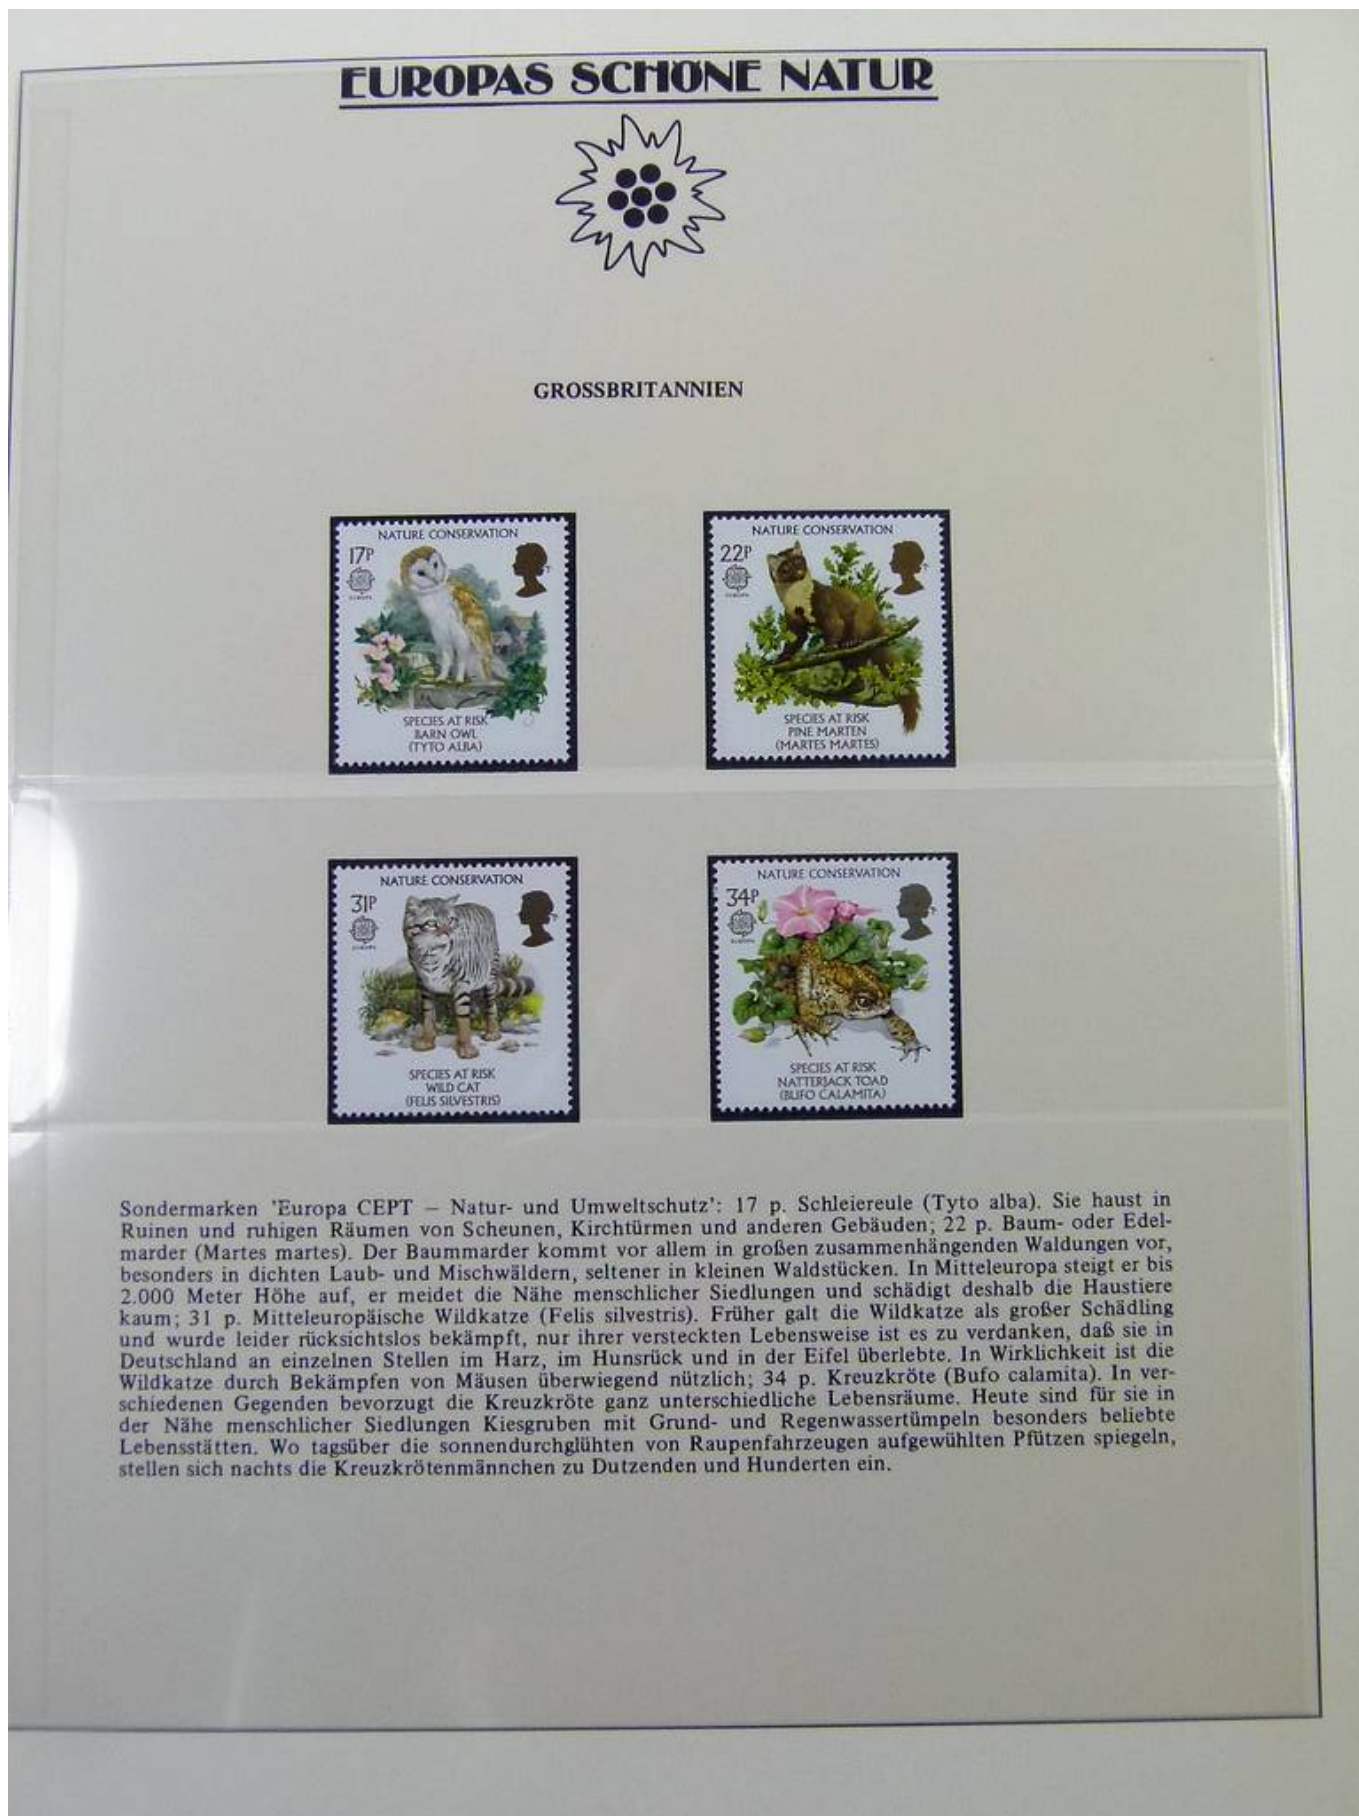 EUROPAS SCHÖNE NATUR
GROSSBRITANNIEN
NATURE CONSERVATION
17P
EUROPA
SPECIES AT RISK
BARN OWL
(TYTO ALBA)
NATURE CONSERVATION
22P
EUROPA
SPECIES AT RISK
PINE MARTEN
(MARTES MARTES)
NATURE CONSERVATION
31P
EUROPA
SPECIES AT RISK
WILD CAT
(FELIS SILVESTRIS)
NATURE CONSERVATION
34P
EUROPA
SPECIES AT RISK
NATTERJACK TOAD
(BUFO CALAMITA)
Sondermarken 'Europa CEPT – Natur- und Umweltschutz': 17 p. Schleiereule (Tyto alba). Sie haust in
Ruinen und ruhigen Räumen von Scheunen, Kirchtürmen und anderen Gebäuden; 22 p. Baum- oder Edel-
marder (Martes martes). Der Baummarder kommt vor allem in großen zusammenhängenden Waldungen vor,
besonders in dichten Laub- und Mischwäldern, seltener in kleinen Waldstücken. In Mitteleuropa steigt er bis
2.000 Meter Höhe auf, er meidet die Nähe menschlicher Siedlungen und schädigt deshalb die Haustiere
kaum; 31 p. Mitteleuropäische Wildkatze (Felis silvestris). Früher galt die Wildkatze als großer Schädling
und wurde leider rücksichtslos bekämpft, nur ihrer versteckten Lebensweise ist es zu verdanken, daß sie in
Deutschland an einzelnen Stellen im Harz, im Hunsrück und in der Eifel überlebte. In Wirklichkeit ist die
Wildkatze durch Bekämpfen von Mäusen überwiegend nützlich; 34 p. Kreuzkröte (Bufo calamita). In ver-
schiedenen Gegenden bevorzugt die Kreuzkröte ganz unterschiedliche Lebensräume. Heute sind für sie in
der Nähe menschlicher Siedlungen Kiesgruben mit Grund- und Regenwassertümpeln besonders beliebte
Lebensstätten. Wo tagsüber die sonnendurchglühten von Raupenfahrzeugen aufgewühlten Pfützen spiegeln,
stellen sich nachts die Kreuzkrötenmännchen zu Dutzenden und Hunderten ein.